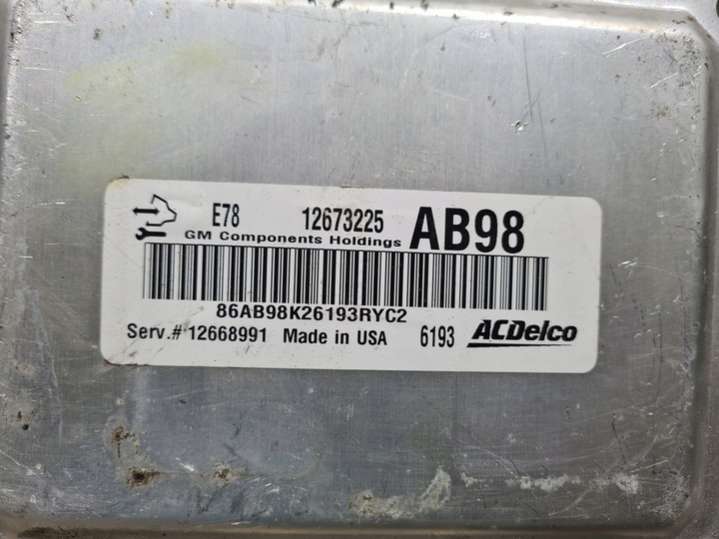 E78 12673225 AB98
GM Components Holdings
86AB98K26193RYC2
Serv.# 12668991 Made in USA 6193 ACDelco